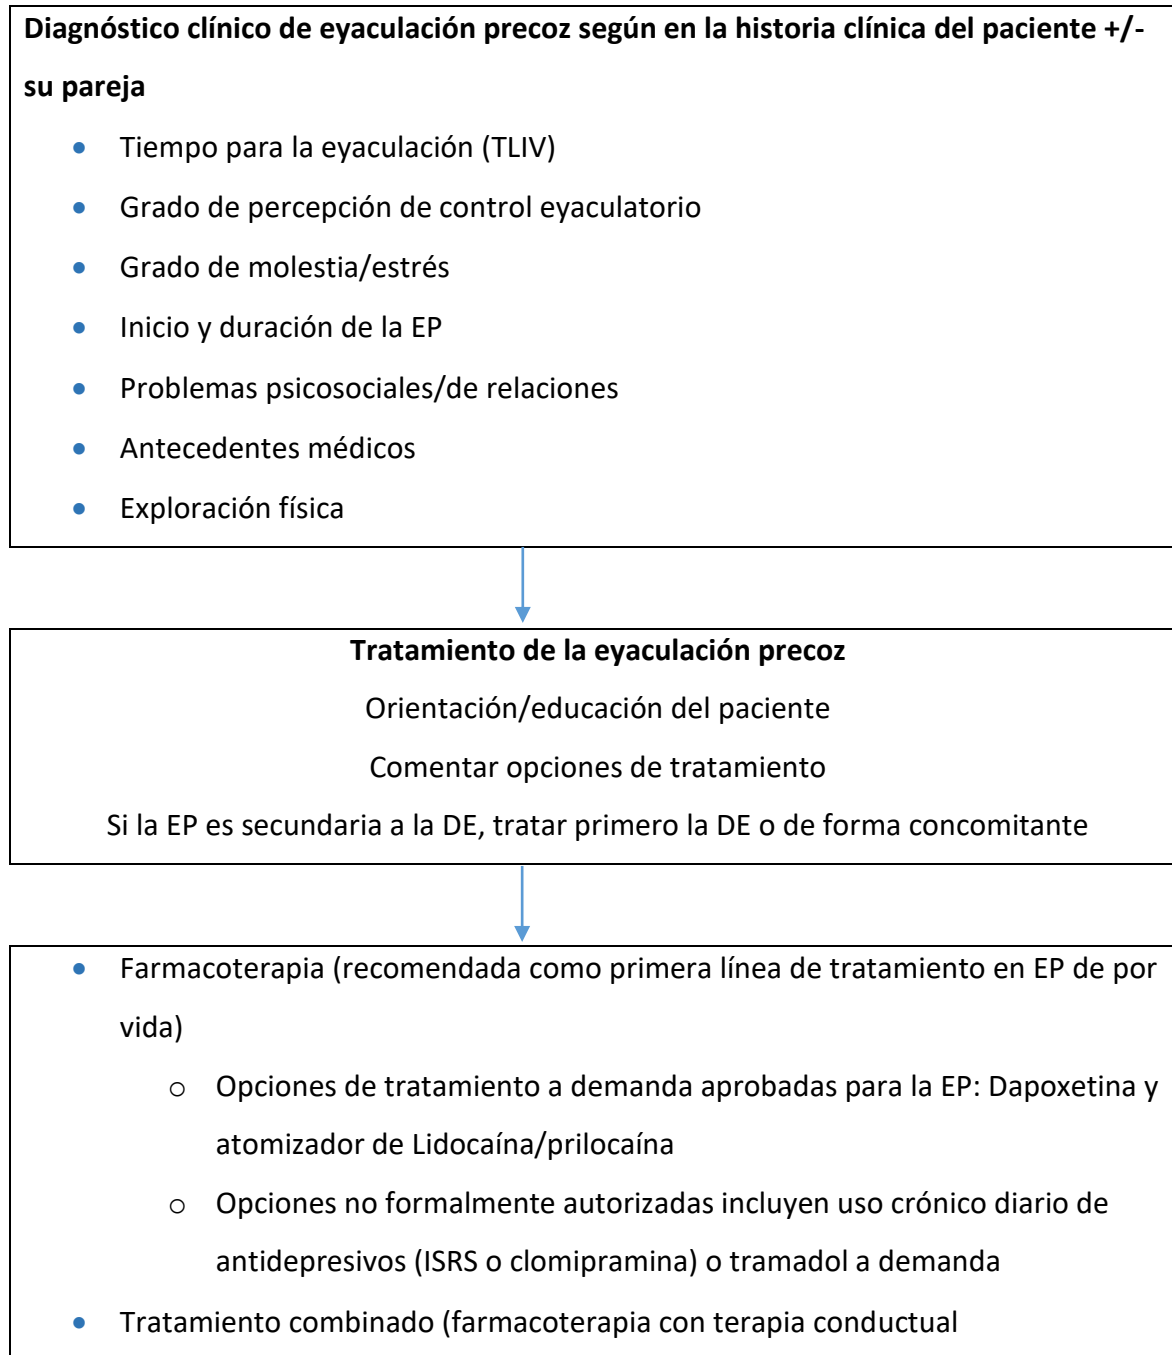 Diagnóstico clínico de eyaculación precoz según en la historia clínica del paciente +/-
su pareja
• Tiempo para la eyaculación (TLIV)
• Grado de percepción de control eyaculatorio
• Grado de molestia/estrés
• Inicio y duración de la EP
• Problemas psicosociales/de relaciones
• Antecedentes médicos
• Exploración física
Tratamiento de la eyaculación precoz
Orientación/educación del paciente
Comentar opciones de tratamiento
Si la EP es secundaria a la DE, tratar primero la DE o de forma concomitante
• Farmacoterapia (recomendada como primera línea de tratamiento en EP de por
vida)
o Opciones de tratamiento a demanda aprobadas para la EP: Dapoxetina y
atomizador de Lidocaína/prilocaína
o Opciones no formalmente autorizadas incluyen uso crónico diario de
antidepresivos (ISRS o clomipramina) o tramadol a demanda
• Tratamiento combinado (farmacoterapia con terapia conductual